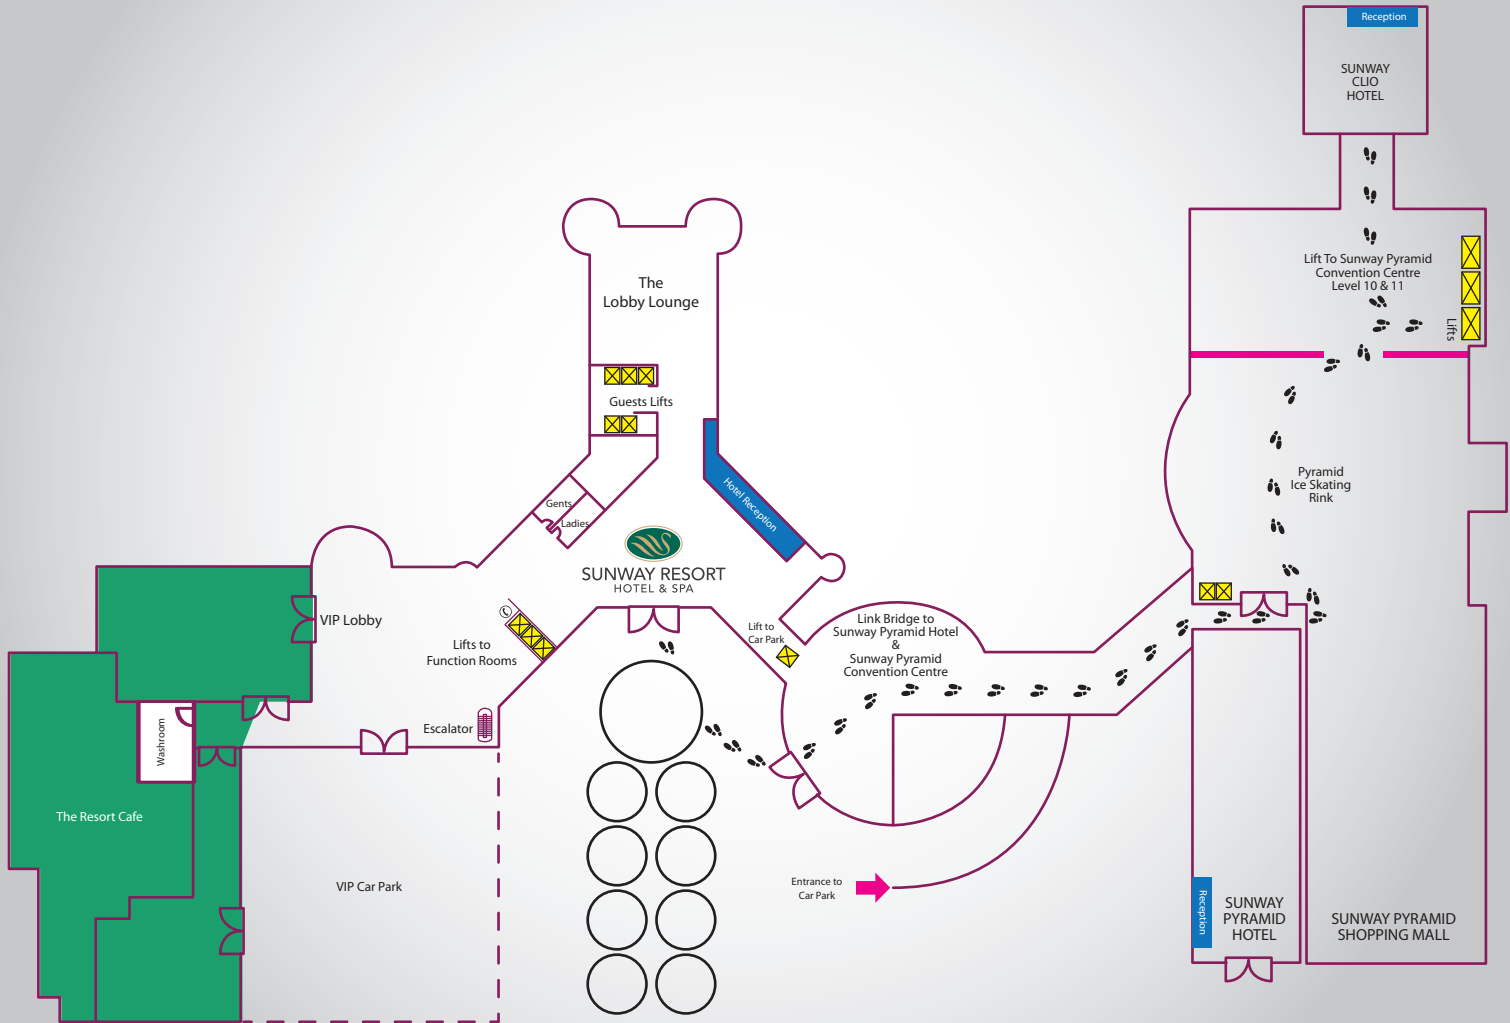 Reception
SUNWAY
CLIO
HOTEL
Lift To Sunway Pyramid
Convention Centre
Level 10 & 11
Lifts
The
Lobby Lounge
Guests Lifts
Gents
Ladies
Hotel Reception
Pyramid
Ice Skating
Rink
SUNWAY RESORT
HOTEL & SPA
VIP Lobby
Lifts to
Function Rooms
Lift to
Car Park
Link Bridge to
Sunway Pyramid Hotel
&
Sunway Pyramid
Convention Centre
Escalator
Washroom
The Resort Cafe
VIP Car Park
Entrance to
Car Park
Reception
SUNWAY
PYRAMID
HOTEL
SUNWAY PYRAMID
SHOPPING MALL